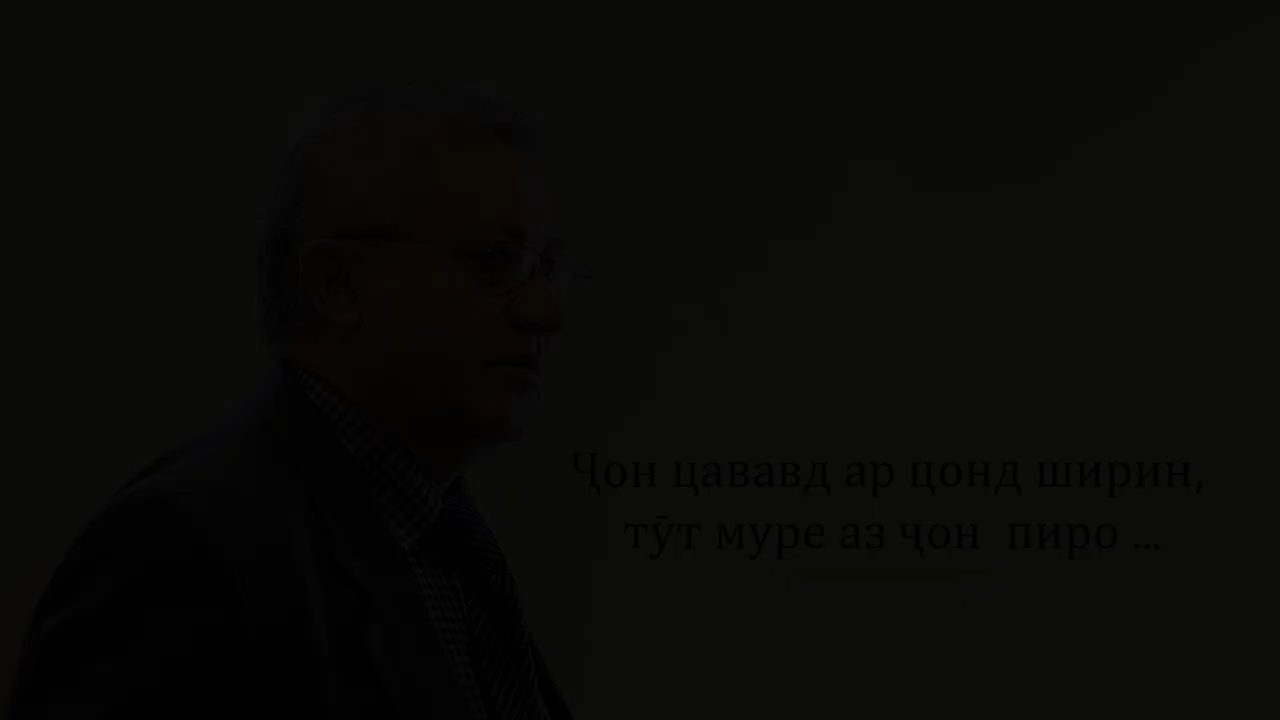 Ҷон цававд ар цонд ширин,
тӯт муре аз ҷон пиро ...